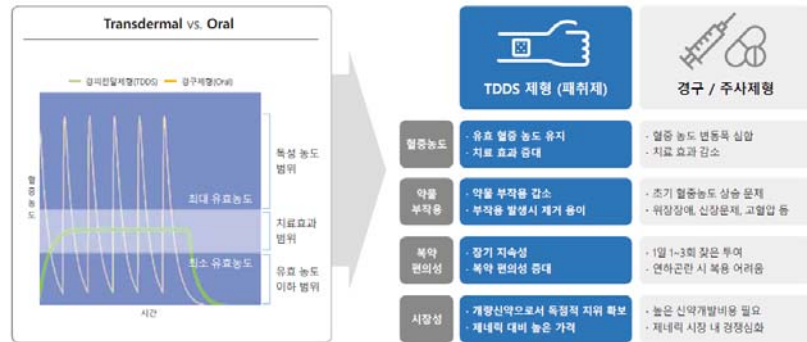 Transdermal vs. Oral
경피전달제형(TDDS)
경구제형(Oral)
혈중농도
독성 농도
범위
최대 유효농도
치료효과
범위
최소 유효농도
유효 농도
이하 범위
시간
TDDS 제형 (패취제)
경구 / 주사제형
혈중농도
· 유효 혈중 농도 유지
· 치료 효과 증대
· 혈중 농도 변동폭 심함
· 치료 효과 감소
약물
부작용
· 약물 부작용 감소
· 부작용 발생시 제거 용이
· 초기 혈중농도 상승 문제
· 위장장애, 신장문제, 고혈압 등
복약
편의성
· 장기 지속성
· 복약 편의성 증대
· 1일 1~3회 잦은 투여
· 연하곤란 시 복용 어려움
시장성
· 개량신약으로서 독점적 지위 확보
· 제네릭 대비 높은 가격
· 높은 신약개발비용 필요
· 제네릭 시장 내 경쟁심화